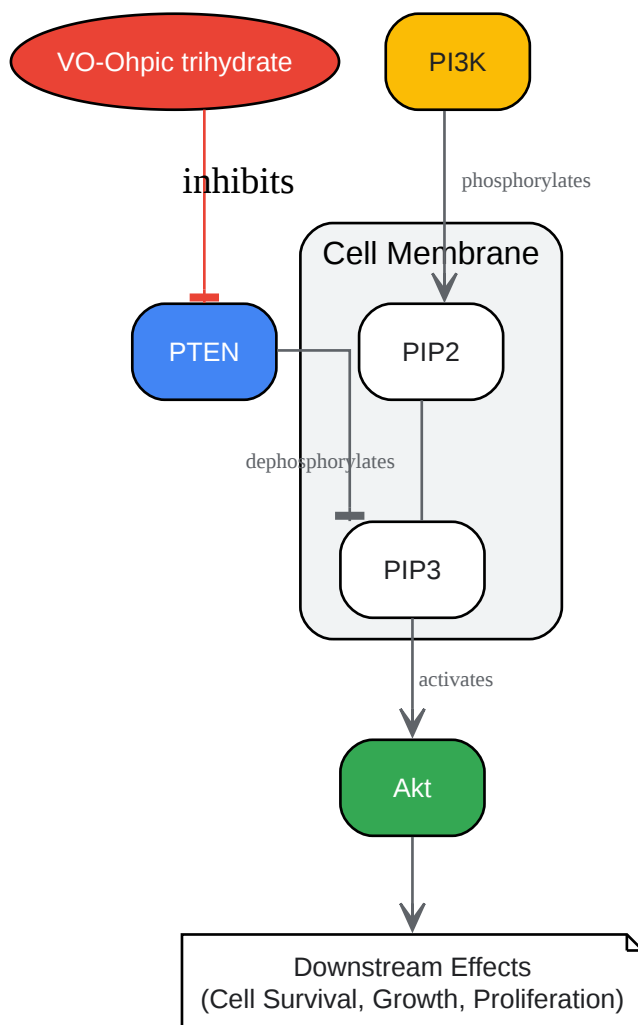 VO-Ohpic trihydrate
PI3K
inhibits
phosphorylates
Cell Membrane
PTEN
PIP2
dephosphorylates
PIP3
activates
Akt
Downstream Effects
(Cell Survival, Growth, Proliferation)